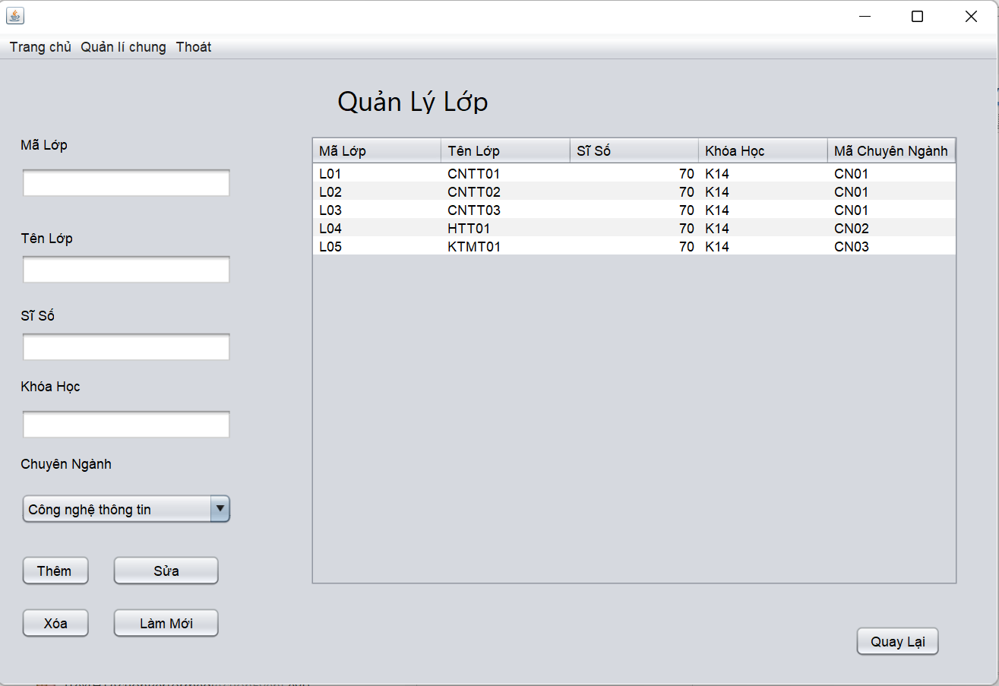 Trang chủ Quản lí chung Thoát
Quản Lý Lớp
Mã Lớp
Tên Lớp
Sĩ Số
Khóa Học
Chuyên Ngành
Công nghệ thông tin
Thêm Sửa
Xóa Làm Mới
Mã Lớp Tên Lớp Sĩ Số Khóa Học Mã Chuyên Ngành
L01 CNTT01 70 K14 CN01
L02 CNTT02 70 K14 CN01
L03 CNTT03 70 K14 CN01
L04 HTT01 70 K14 CN02
L05 KTMT01 70 K14 CN03
Quay Lại